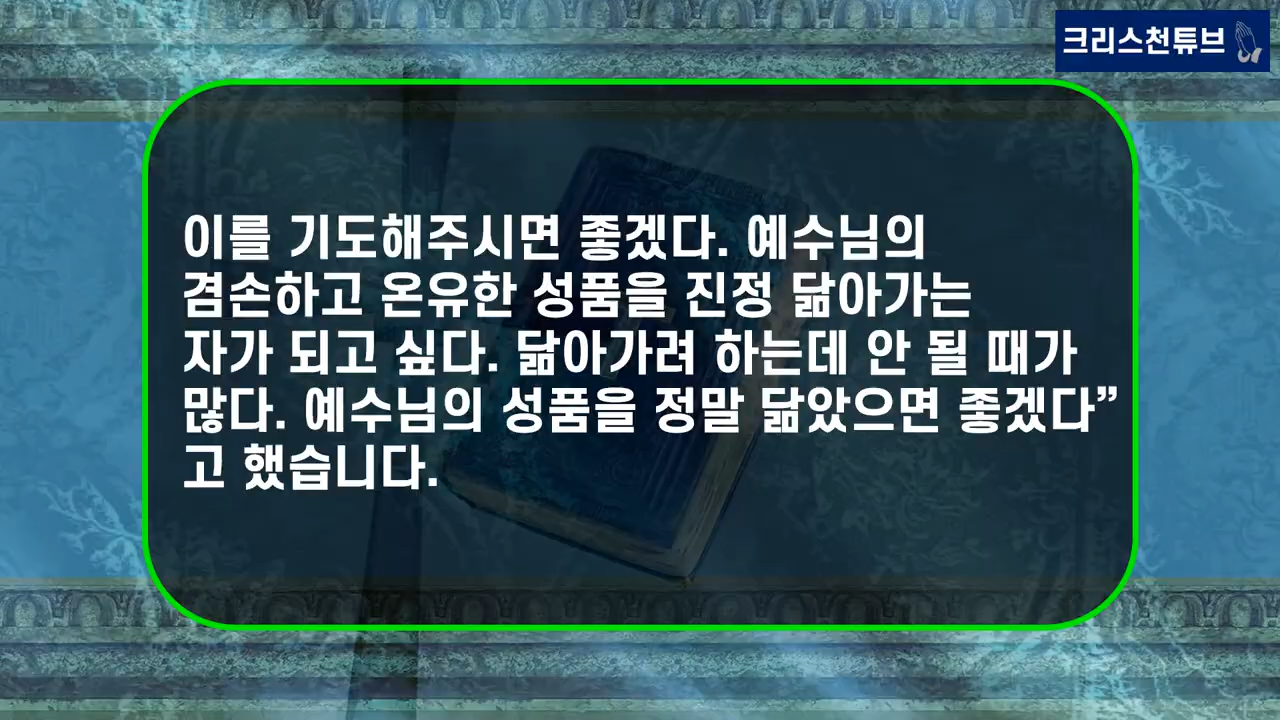 크리스천튜브
이를 기도해주시면 좋겠다. 예수님의
겸손하고 온유한 성품을 진정 닮아가는
자가 되고 싶다. 닮아가려 하는데 안 될 때가
많다. 예수님의 성품을 정말 닮았으면 좋겠다”
고 했습니다.